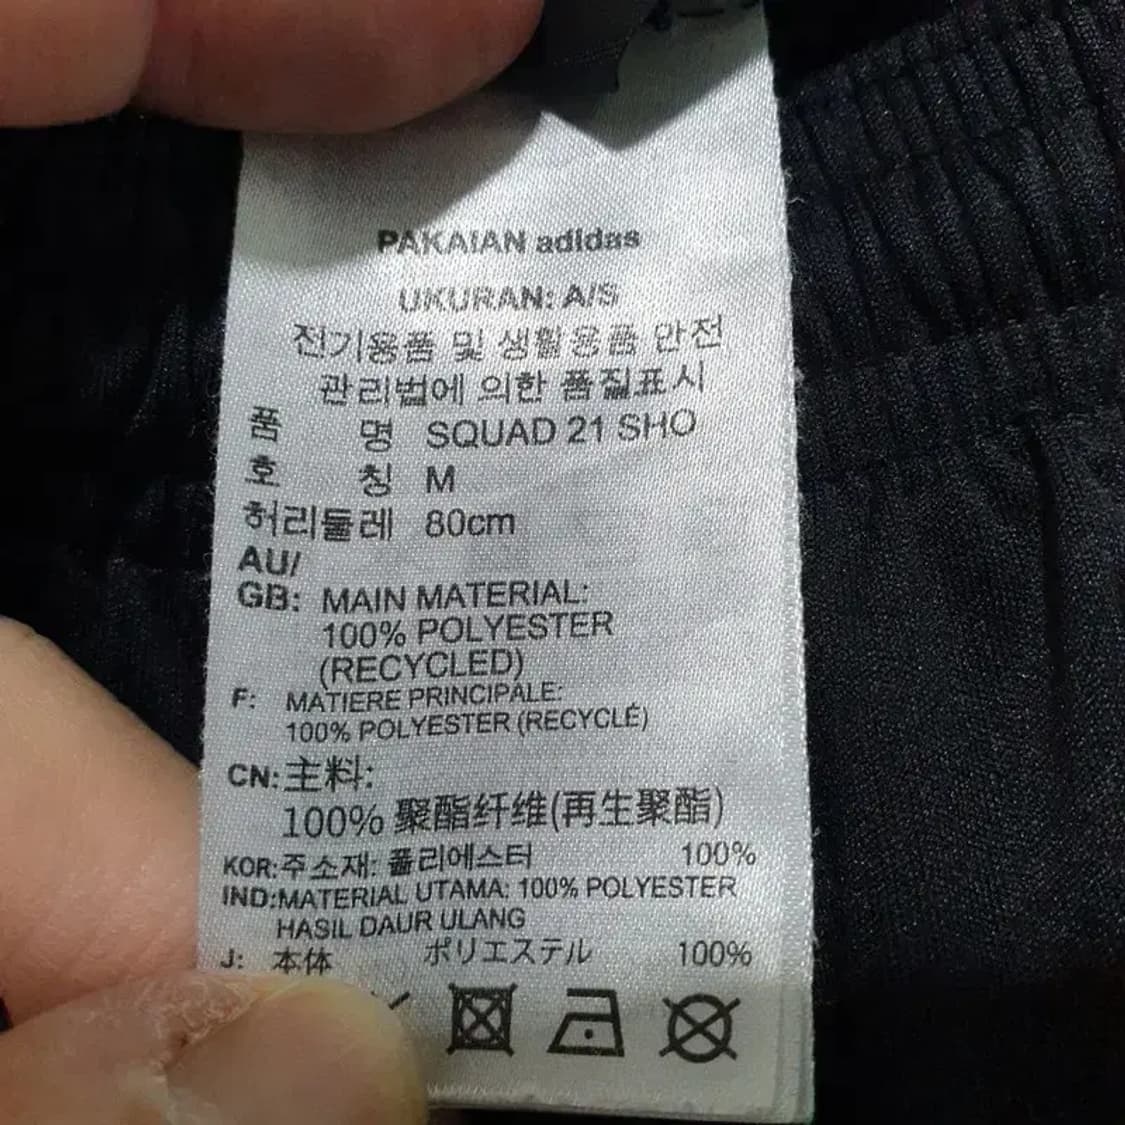 PAKAIAN adidas
UKURAN: A/S
전기용품 및 생활용품 안전
관리법에 의한 품질표시
품 명 SQUAD 21 SHO
호 칭 M
허리둘레 80cm
AU/
GB: MAIN MATERIAL:
100% POLYESTER
(RECYCLED)
F: MATIERE PRINCIPALE:
100% POLYESTER (RECYCLÉ)
CN: 主料:
100% 聚酯纤维(再生聚酯)
KOR: 주소재: 폴리에스터 100%
IND: MATERIAL UTAMA: 100% POLYESTER
HASIL DAUR ULANG
J: 本体 ポリエステル 100%